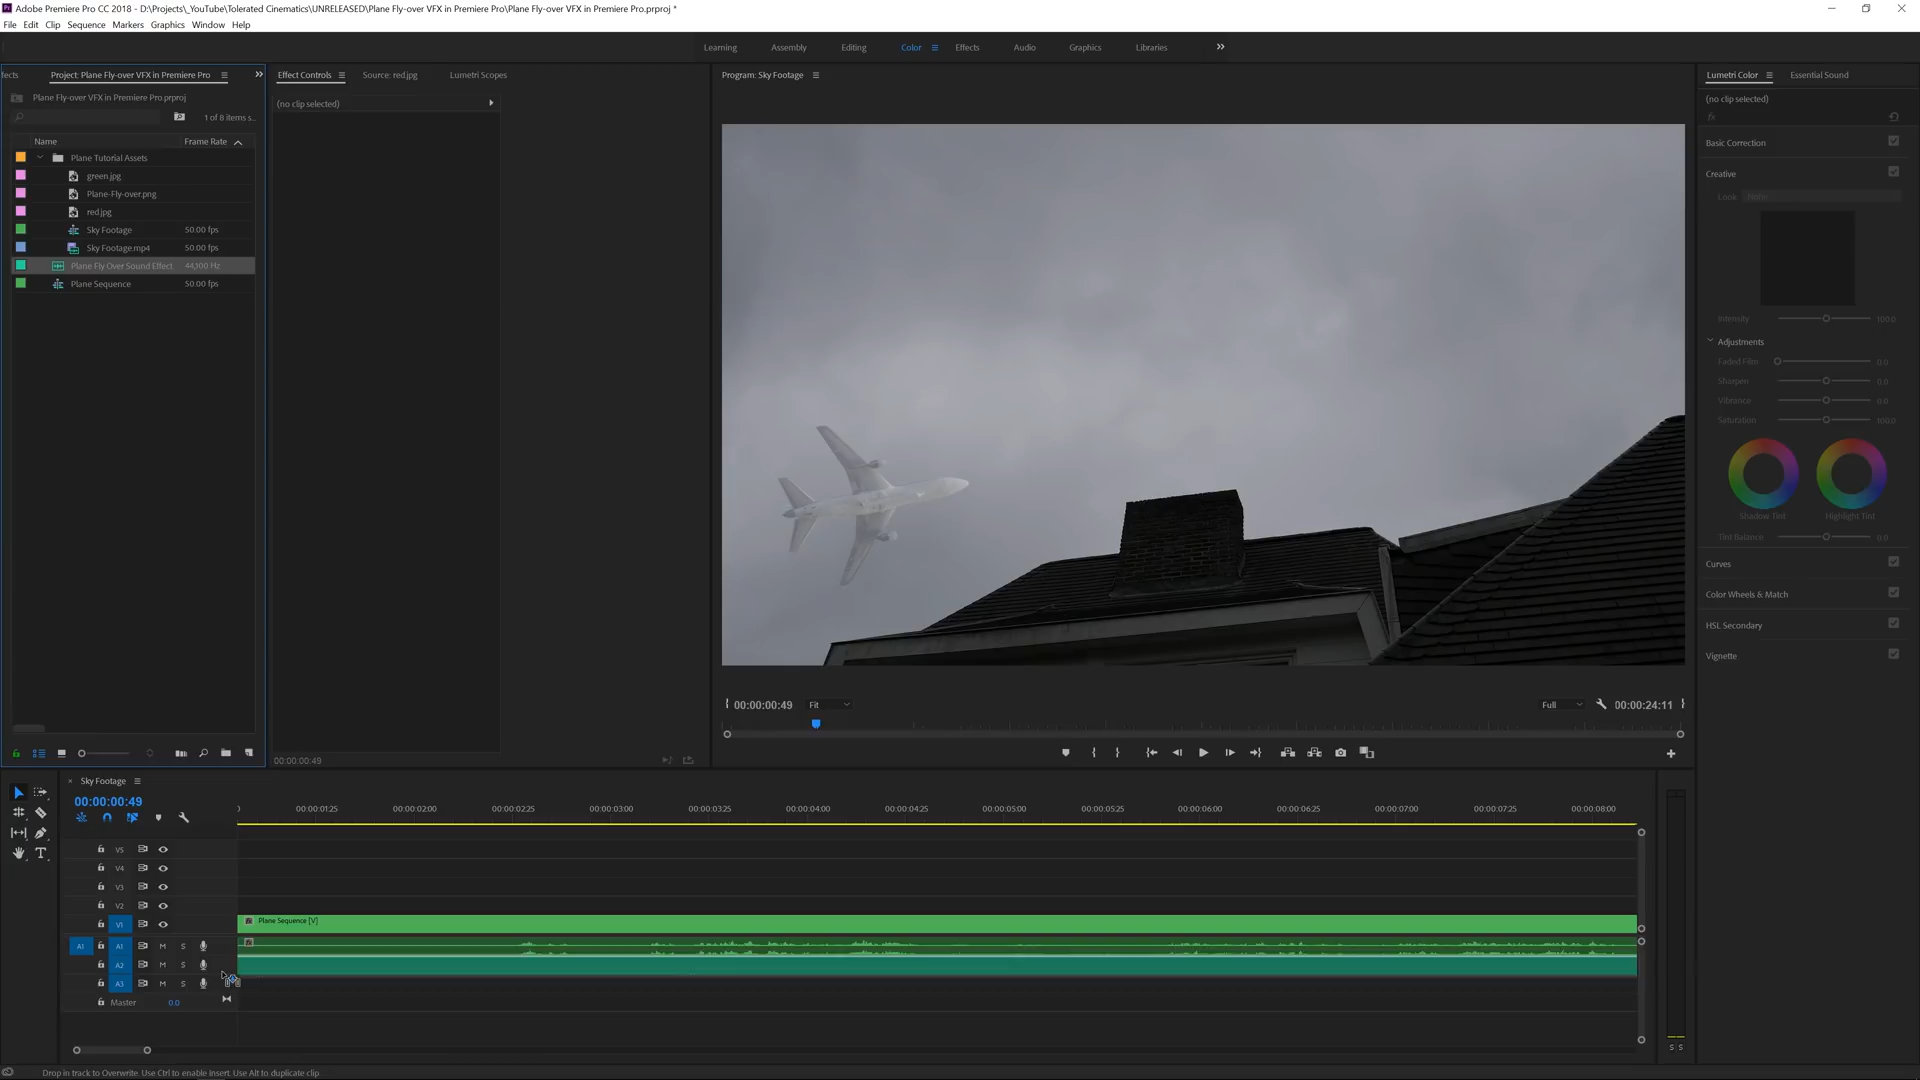 Adobe Premiere Pro CC 2018 - D:\Projects\_YouTube\Tolerated Cinematics\UNRELEASED\Plane Fly-over VFX in Premiere Pro\Plane Fly-over VFX in Premiere Pro.prproj *
File Edit Clip Sequence Markers Graphics Window Help
Learning Assembly Editing Color Effects Audio Graphics Libraries
fects Project: Plane Fly-over VFX in Premiere Pro Effect Controls Source: red.jpg Lumetri Scopes Program: Sky Footage Lumetri Color Essential Sound
Plane Fly-over VFX in Premiere Pro.prproj (no clip selected) (no clip selected)
1 of 8 items s... fx
Name Frame Rate Basic Correction
Plane Tutorial Assets
green.jpg Creative
Plane-Fly-over.png Look None
red.jpg
Sky Footage 50.00 fps
Sky Footage.mp4 50.00 fps
Plane Fly Over Sound Effect 44,100 Hz
Plane Sequence 50.00 fps
Intensity 100.0
Adjustments
Faded Film 0.0
Sharpen 0.0
Vibrance 0.0
Saturation 100.0
Shadow Tint Highlight Tint
Tint Balance 0.0
Curves
Color Wheels & Match
HSL Secondary
Vignette
00:00:00:49 Fit Full 00:00:24:11
00:00:00:49
Sky Footage
00:00:00:49 00:00:01:25 00:00:02:00 00:00:02:25 00:00:03:00 00:00:03:25 00:00:04:00 00:00:04:25 00:00:05:00 00:00:05:25 00:00:06:00 00:00:06:25 00:00:07:00 00:00:07:25 00:00:08:00
V5
V4
V3
V2
V1 Plane Sequence [V]
A1 A1 M S
A2 M S
A3 M S
Master 0.0
S S
Drop in track to Overwrite. Use Ctrl to enable Insert. Use Alt to duplicate clip